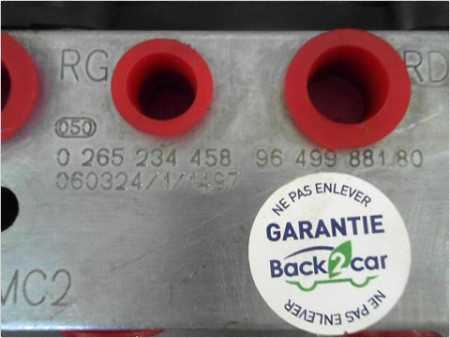 RG
RD
050
0 265 234 458 96 499 881 80
060324/1/1497
MC2
NE PAS ENLEVER
GARANTIE
Back2car
NE PAS ENLEVER